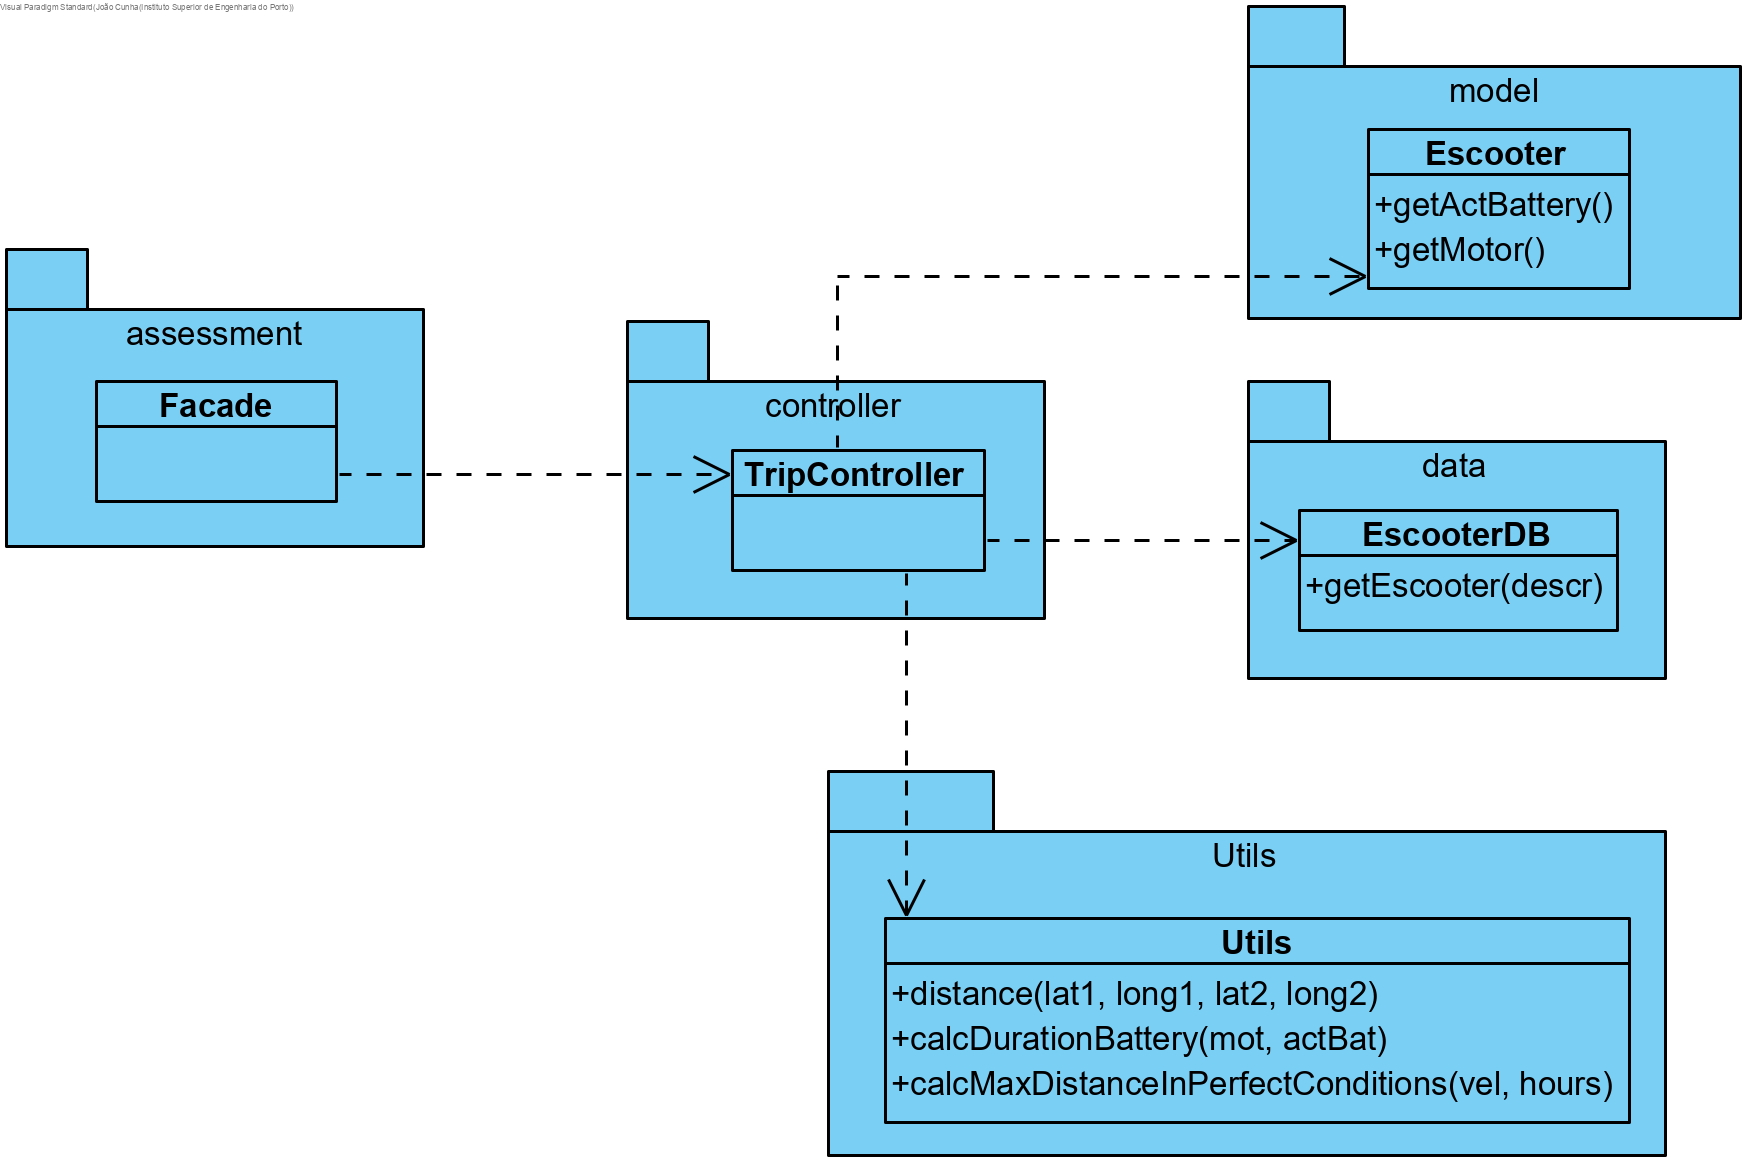 Visual Paradigm Standard(João Cunha(Instituto Superior de Engenharia do Porto))
model
Escooter
+getActBattery()
+getMotor()
assessment
Facade
controller
TripController
data
EscooterDB
+getEscooter(descr)
Utils
Utils
+distance(lat1, long1, lat2, long2)
+calcDurationBattery(mot, actBat)
+calcMaxDistanceInPerfectConditions(vel, hours)